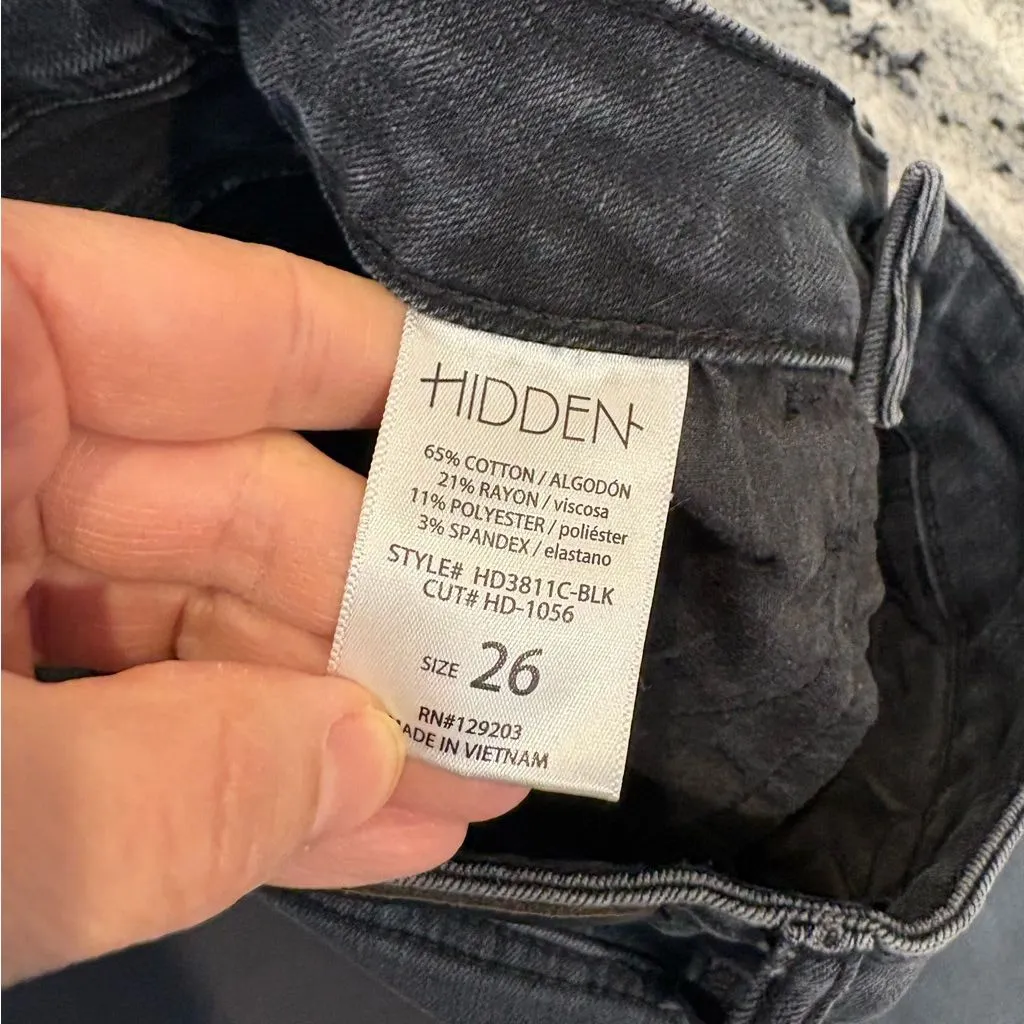 HIDDEN
65% COTTON / ALGODÓN
21% RAYON / viscosa
11% POLYESTER / poliéster
3% SPANDEX / elastano
STYLE# HD3811C-BLK
CUT# HD-1056
SIZE 26
RN#129203
MADE IN VIETNAM